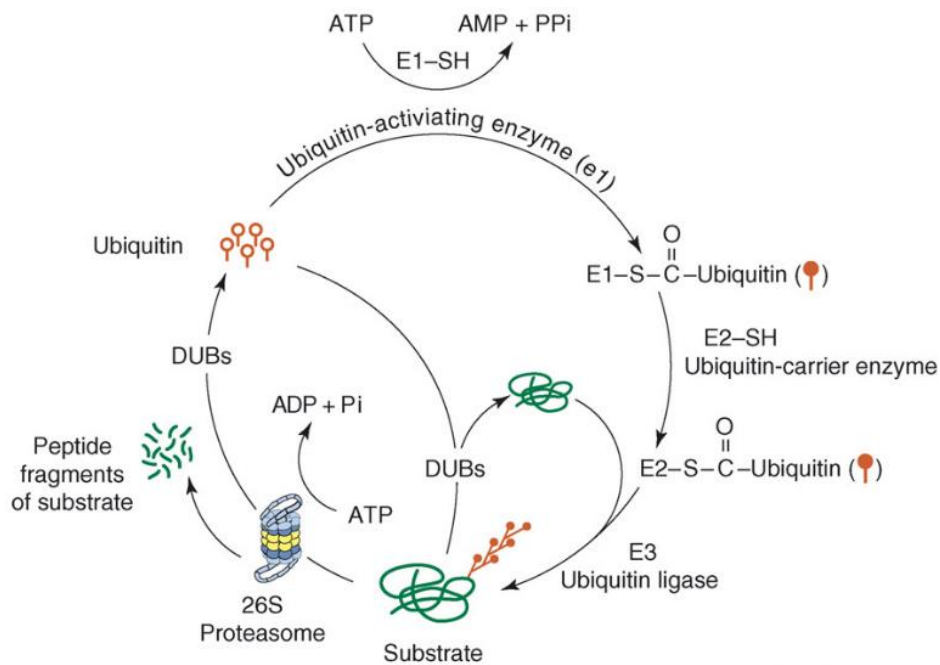 ATP
AMP + PPi
E1–SH
Ubiquitin-activiating enzyme (e1)
Ubiquitin
O
E1–S–C–Ubiquitin ( )
E2–SH
Ubiquitin-carrier enzyme
DUBs
ADP + Pi
Peptide
fragments
of substrate
DUBs
O
E2–S–C–Ubiquitin ( )
ATP
E3
Ubiquitin ligase
26S
Proteasome
Substrate